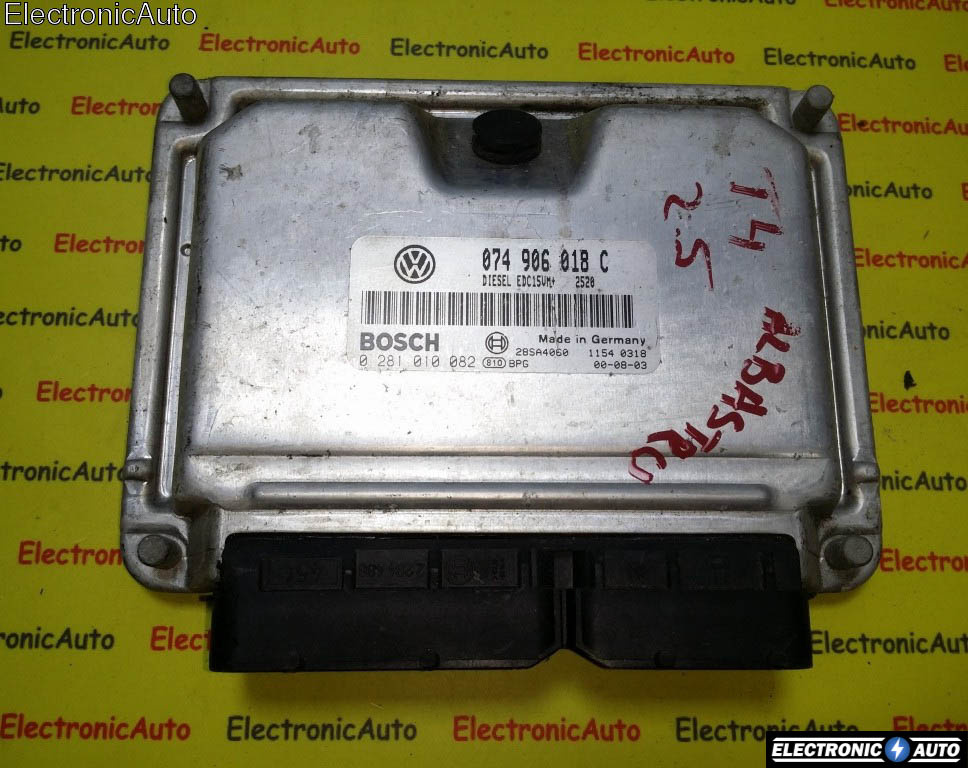 ElectronicAuto
T4
2.5
ALBASTRU
074 906 018 C
DIESEL EDC15VM+ 2520
BOSCH
Made in Germany
28SA4060 1154 0318
0 281 010 082 810 BPG 00-08-03
ELECTRONIC AUTO